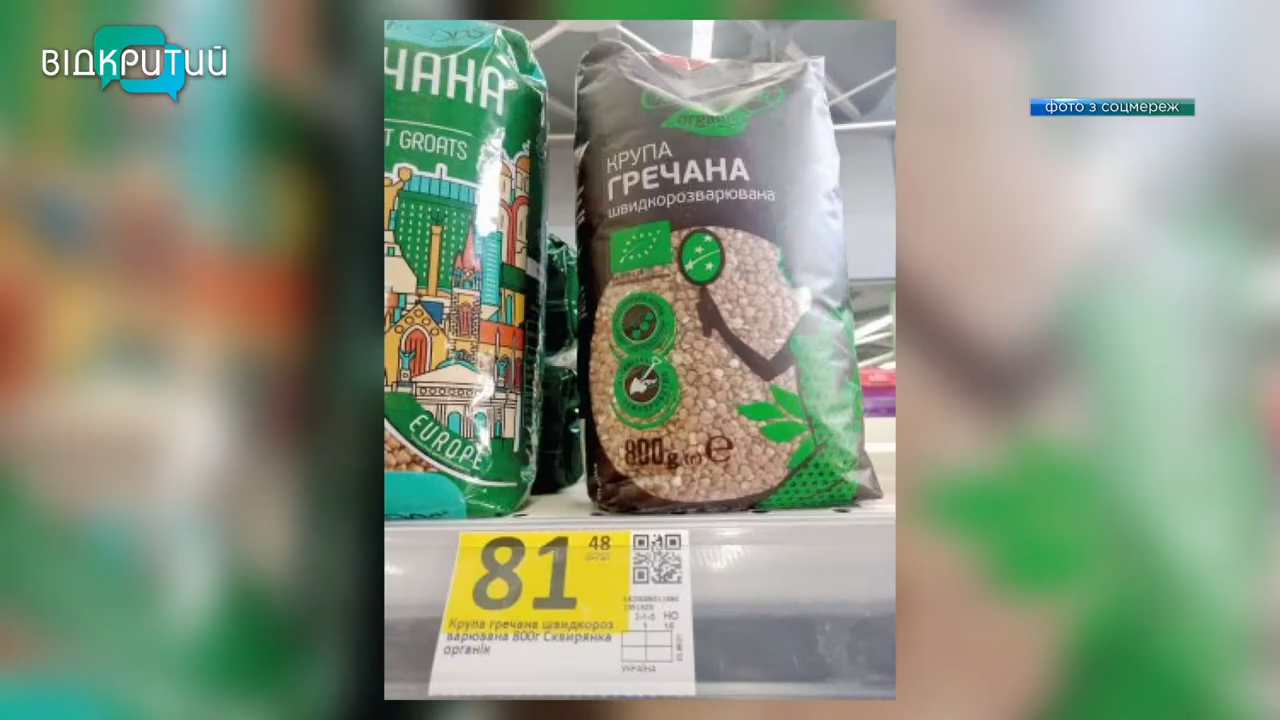 ВІДКРИТИЙ
фото з соцмереж
ЧАНА
T GROATS
EUROPE
organic
КРУПА
ГРЕЧАНА
швидкорозварювана
800g (г) e
81 48
Крупа гречана швидкороз
варювана 800г Сквирянка
органік
НО
УКРАЇНА